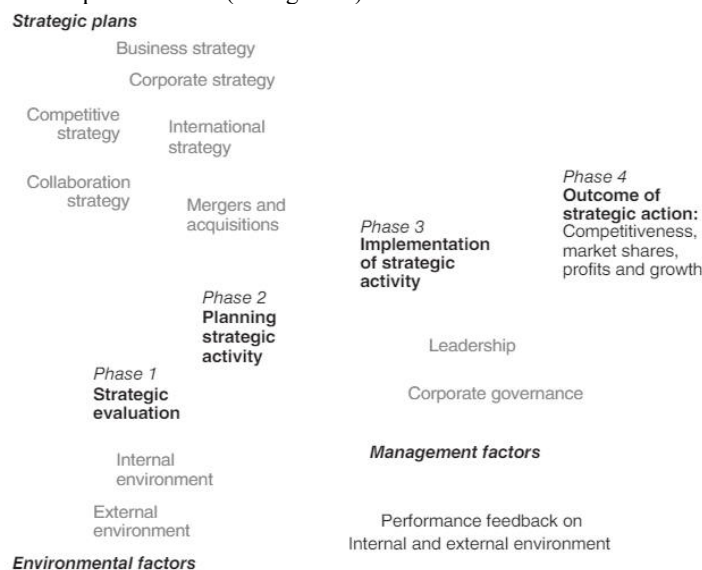 Strategic plans
Business strategy
Corporate strategy
Competitive
strategy
International
strategy
Collaboration
strategy
Mergers and
acquisitions
Phase 4
Outcome of
strategic action:
Competitiveness,
market shares,
profits and growth
Phase 3
Implementation
of strategic
activity
Phase 2
Planning
strategic
activity
Leadership
Phase 1
Strategic
evaluation
Corporate governance
Management factors
Internal
environment
External
environment
Performance feedback on
Internal and external environment
Environmental factors